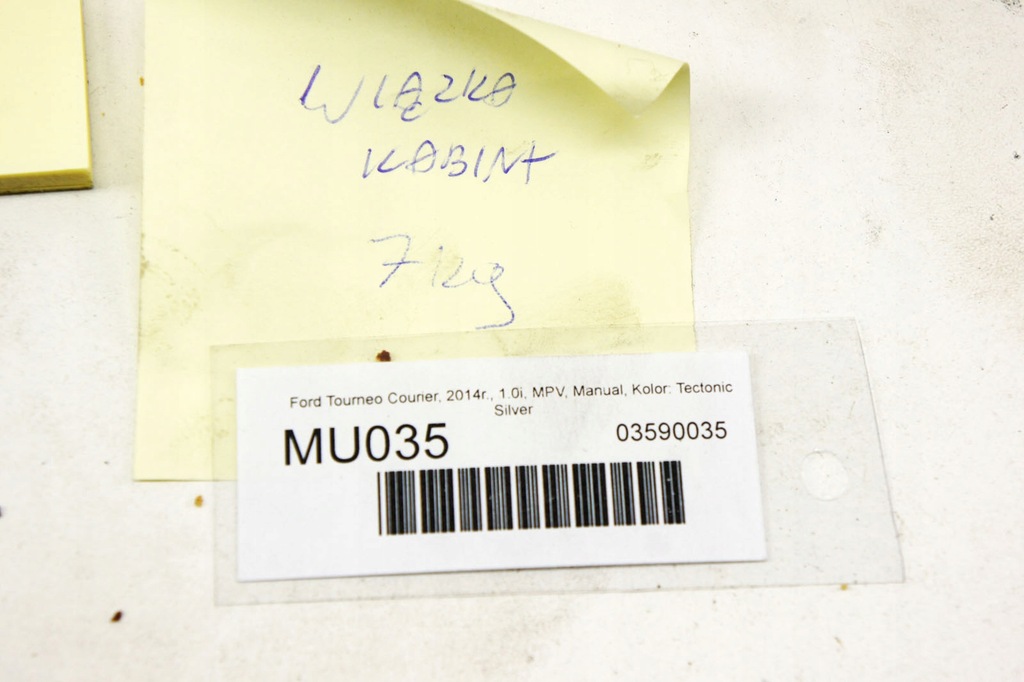 WIĄZKA
KABINY
7kg
Ford Tourneo Courier, 2014r., 1.0i, MPV, Manual, Kolor: Tectonic
Silver
MU035
03590035